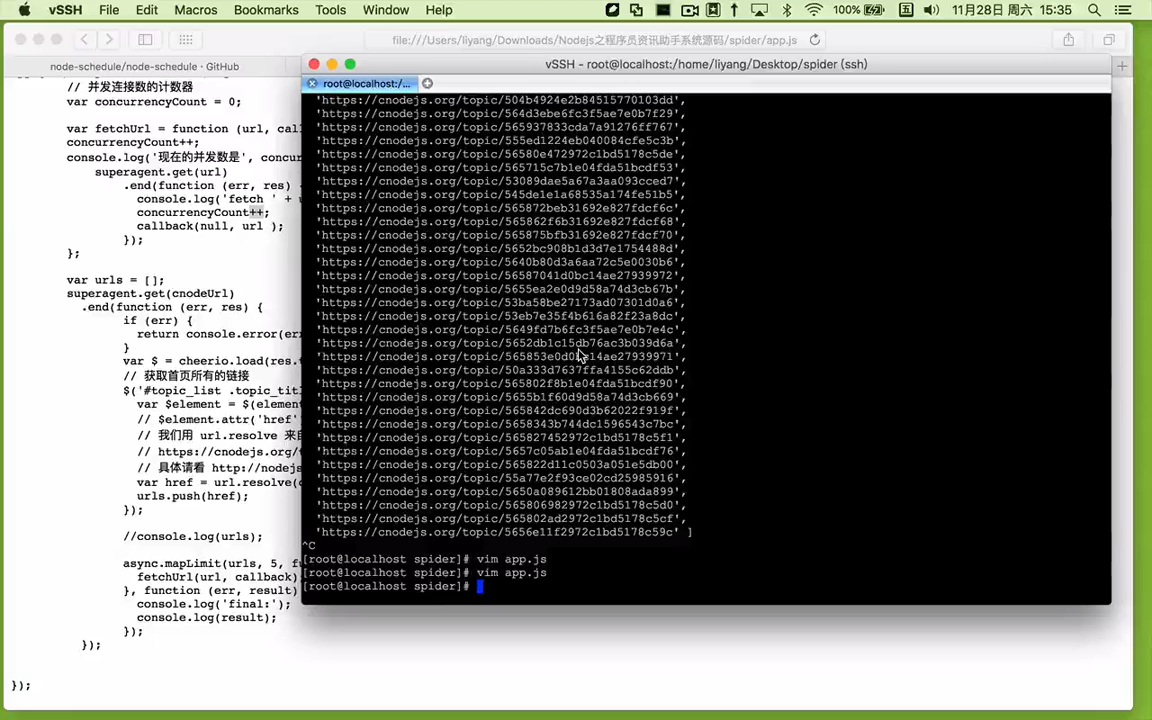 vSSH File Edit Macros Bookmarks Tools Window Help 100% 五 11月28日 周六 15:35
file:///Users/liyang/Downloads/Nodejs之程序员资讯助手系统源码/spider/app.js
node-schedule/node-schedule · GitHub
// 并发连接数的计数器
var concurrencyCount = 0;
var fetchUrl = function (url, cal
concurrencyCount++;
console.log('现在的并发数是', concur
superagent.get(url)
.end(function (err, res)
console.log('fetch ' + u
concurrencyCount++;
callback(null, url );
});
};
var urls = [];
superagent.get(cnodeUrl)
.end(function (err, res) {
if (err) {
return console.error(err
}
var $ = cheerio.load(res.t
// 获取首页所有的链接
$('#topic_list .topic_titl
var $element = $(element
// $element.attr('href'
// 我们用 url.resolve 来自
// https://cnodejs.org/t
// 具体请看 http://nodejs
var href = url.resolve(c
urls.push(href);
});
//console.log(urls);
async.mapLimit(urls, 5, fu
fetchUrl(url, callback)
}, function (err, result)
console.log('final:');
console.log(result);
});
});
});
vSSH - root@localhost:/home/liyang/Desktop/spider (ssh)
root@localhost:/...
'https://cnodejs.org/topic/504b4924e2b84515770103dd',
'https://cnodejs.org/topic/564d3ebe6fc3f5ae7e0b7f29',
'https://cnodejs.org/topic/565937833cda7a91276ff767',
'https://cnodejs.org/topic/555ed1224eb040084cfe5c3b',
'https://cnodejs.org/topic/56580e472972c1bd5178c5de',
'https://cnodejs.org/topic/565715c7b1e04fda51bcdf53',
'https://cnodejs.org/topic/53089dae5a67a3aa093cced7',
'https://cnodejs.org/topic/545de1e1a68535a174fe51b5',
'https://cnodejs.org/topic/565872beb31692e827fdcf6c',
'https://cnodejs.org/topic/565862f6b31692e827fdcf68',
'https://cnodejs.org/topic/565875bfb31692e827fdcf70',
'https://cnodejs.org/topic/5652bc908b1d3d7e1754488d',
'https://cnodejs.org/topic/5640b80d3a6aa72c5e0030b6',
'https://cnodejs.org/topic/56587041d0bc14ae27939972',
'https://cnodejs.org/topic/5655ea2e0d9d58a74d3cb67b',
'https://cnodejs.org/topic/53ba58be27173ad07301d0a6',
'https://cnodejs.org/topic/53eb7e35f4b616a82f23a8dc',
'https://cnodejs.org/topic/5649fd7b6fc3f5ae7e0b7e4c',
'https://cnodejs.org/topic/5652db1c15db76ac3b039d6a',
'https://cnodejs.org/topic/565853e0d0bc14ae27939971',
'https://cnodejs.org/topic/50a333d7637ffa4155c62ddb',
'https://cnodejs.org/topic/565802f8b1e04fda51bcdf90',
'https://cnodejs.org/topic/5655b1f60d9d58a74d3cb669',
'https://cnodejs.org/topic/565842dc690d3b62022f919f',
'https://cnodejs.org/topic/5658343b744dc1596543c7bc',
'https://cnodejs.org/topic/565827452972c1bd5178c5f1',
'https://cnodejs.org/topic/5657c05ab1e04fda51bcdf76',
'https://cnodejs.org/topic/565822d11c0503a051e5db00',
'https://cnodejs.org/topic/55a77e2f93ce02cd25985916',
'https://cnodejs.org/topic/5650a089612bb01808ada899',
'https://cnodejs.org/topic/565806982972c1bd5178c5d0',
'https://cnodejs.org/topic/565802ad2972c1bd5178c5cf',
'https://cnodejs.org/topic/5656e11f2972c1bd5178c59c' ]
^C
[root@localhost spider]# vim app.js
[root@localhost spider]# vim app.js
[root@localhost spider]#